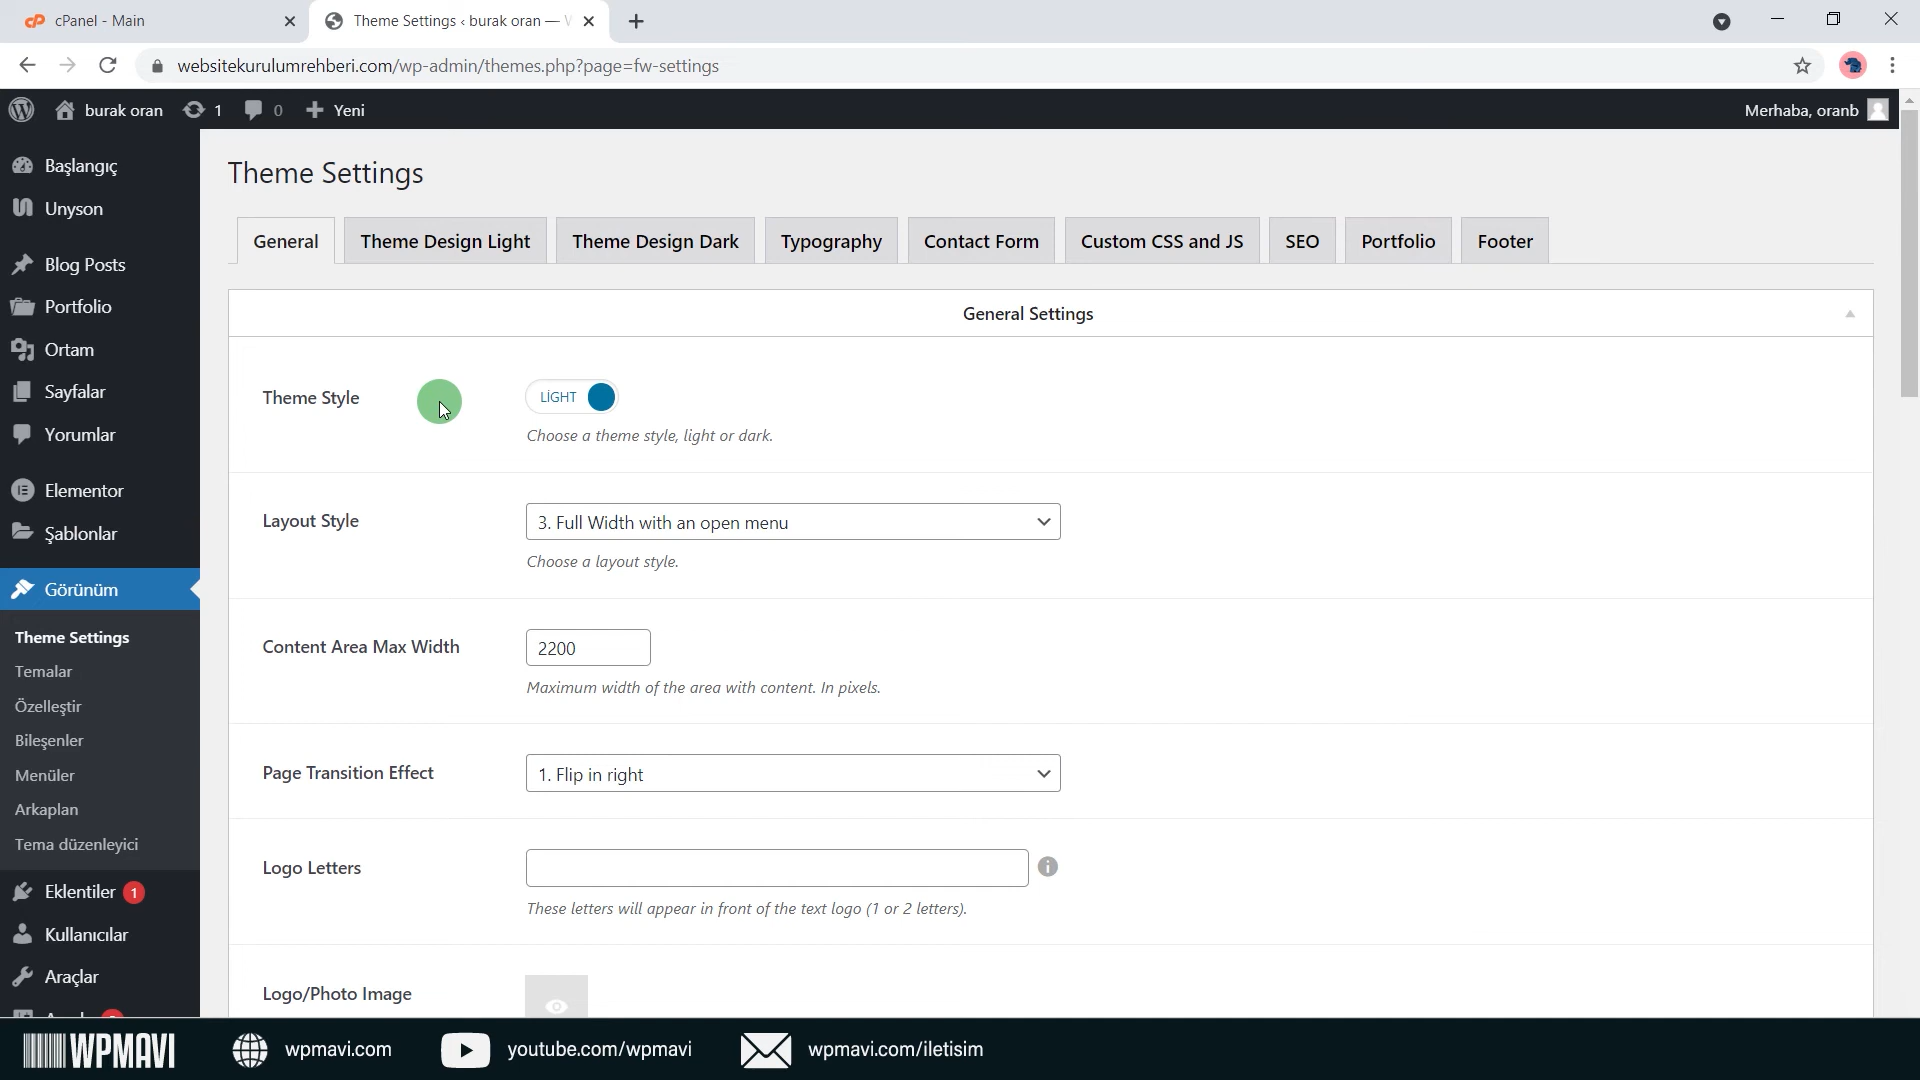 cPanel - Main
Theme Settings ‹ burak oran —
websitekurulumrehberi.com/wp-admin/themes.php?page=fw-settings
burak oran 1 0 Yeni
Merhaba, oranb
Başlangıç
Unyson
Blog Posts
Portfolio
Ortam
Sayfalar
Yorumlar
Elementor
Şablonlar
Görünüm
Theme Settings
Temalar
Özelleştir
Bileşenler
Menüler
Arkaplan
Tema düzenleyici
Eklentiler 1
Kullanıcılar
Araçlar
Theme Settings
General Theme Design Light Theme Design Dark Typography Contact Form Custom CSS and JS SEO Portfolio Footer
General Settings
Theme Style
LİGHT
Choose a theme style, light or dark.
Layout Style
3. Full Width with an open menu
Choose a layout style.
Content Area Max Width
2200
Maximum width of the area with content. In pixels.
Page Transition Effect
1. Flip in right
Logo Letters
These letters will appear in front of the text logo (1 or 2 letters).
Logo/Photo Image
WPMAVI wpmavi.com youtube.com/wpmavi wpmavi.com/iletisim